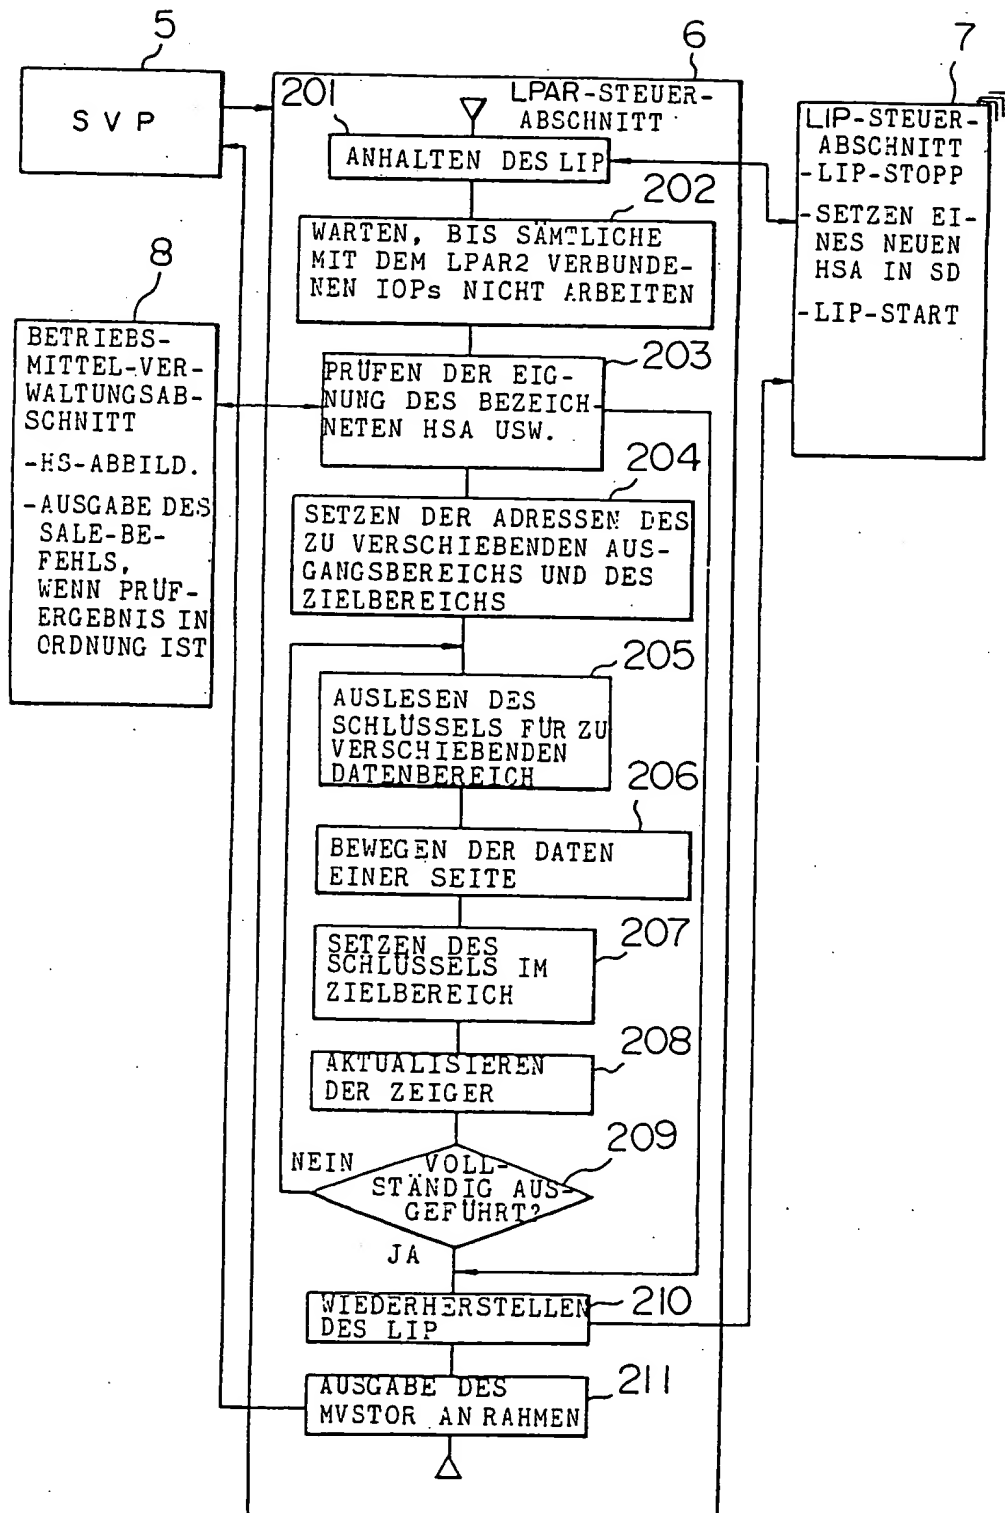 5
SVP
6
7
201
LPAR-STEUER-
ABSCHNITT
ANHALTEN DES LIP
LIP-STEUER-
ABSCHNITT
-LIP-STOPP
-SETZEN EI-
NES NEUEN
HSA IN SD
-LIP-START
202
WARTEN, BIS SÄMTLICHE
MIT DEM LPAR2 VERBUNDE-
NEN IOPs NICHT ARBEITEN
8
BETRIEBS-
MITTEL-VER-
WALTUNGSAB-
SCHNITT
-HS-ABBILD.
-AUSGABE DES
SALE-BE-
FEHLS,
WENN PRÜF-
ERGEBNIS IN
ORDNUNG IST
203
PRÜFEN DER EIG-
NUNG DES BEZEICH-
NETEN HSA USW.
204
SETZEN DER ADRESSEN DES
ZU VERSCHIEBENDEN AUS-
GANGSBEREICHS UND DES
ZIELBEREICHS
205
AUSLESEN DES
SCHLÜSSELS FÜR ZU
VERSCHIEBENDEN
DATENBEREICH
206
BEWEGEN DER DATEN
EINER SEITE
207
SETZEN DES
SCHLÜSSELS IM
ZIELBEREICH
208
AKTUALISIEREN
DER ZEIGER
209
NEIN
VOLL-
STÄNDIG AUS-
GEFÜHRT?
JA
210
WIEDERHERSTELLEN
DES LIP
211
AUSGABE DES
MVSTOR AN RAHMEN